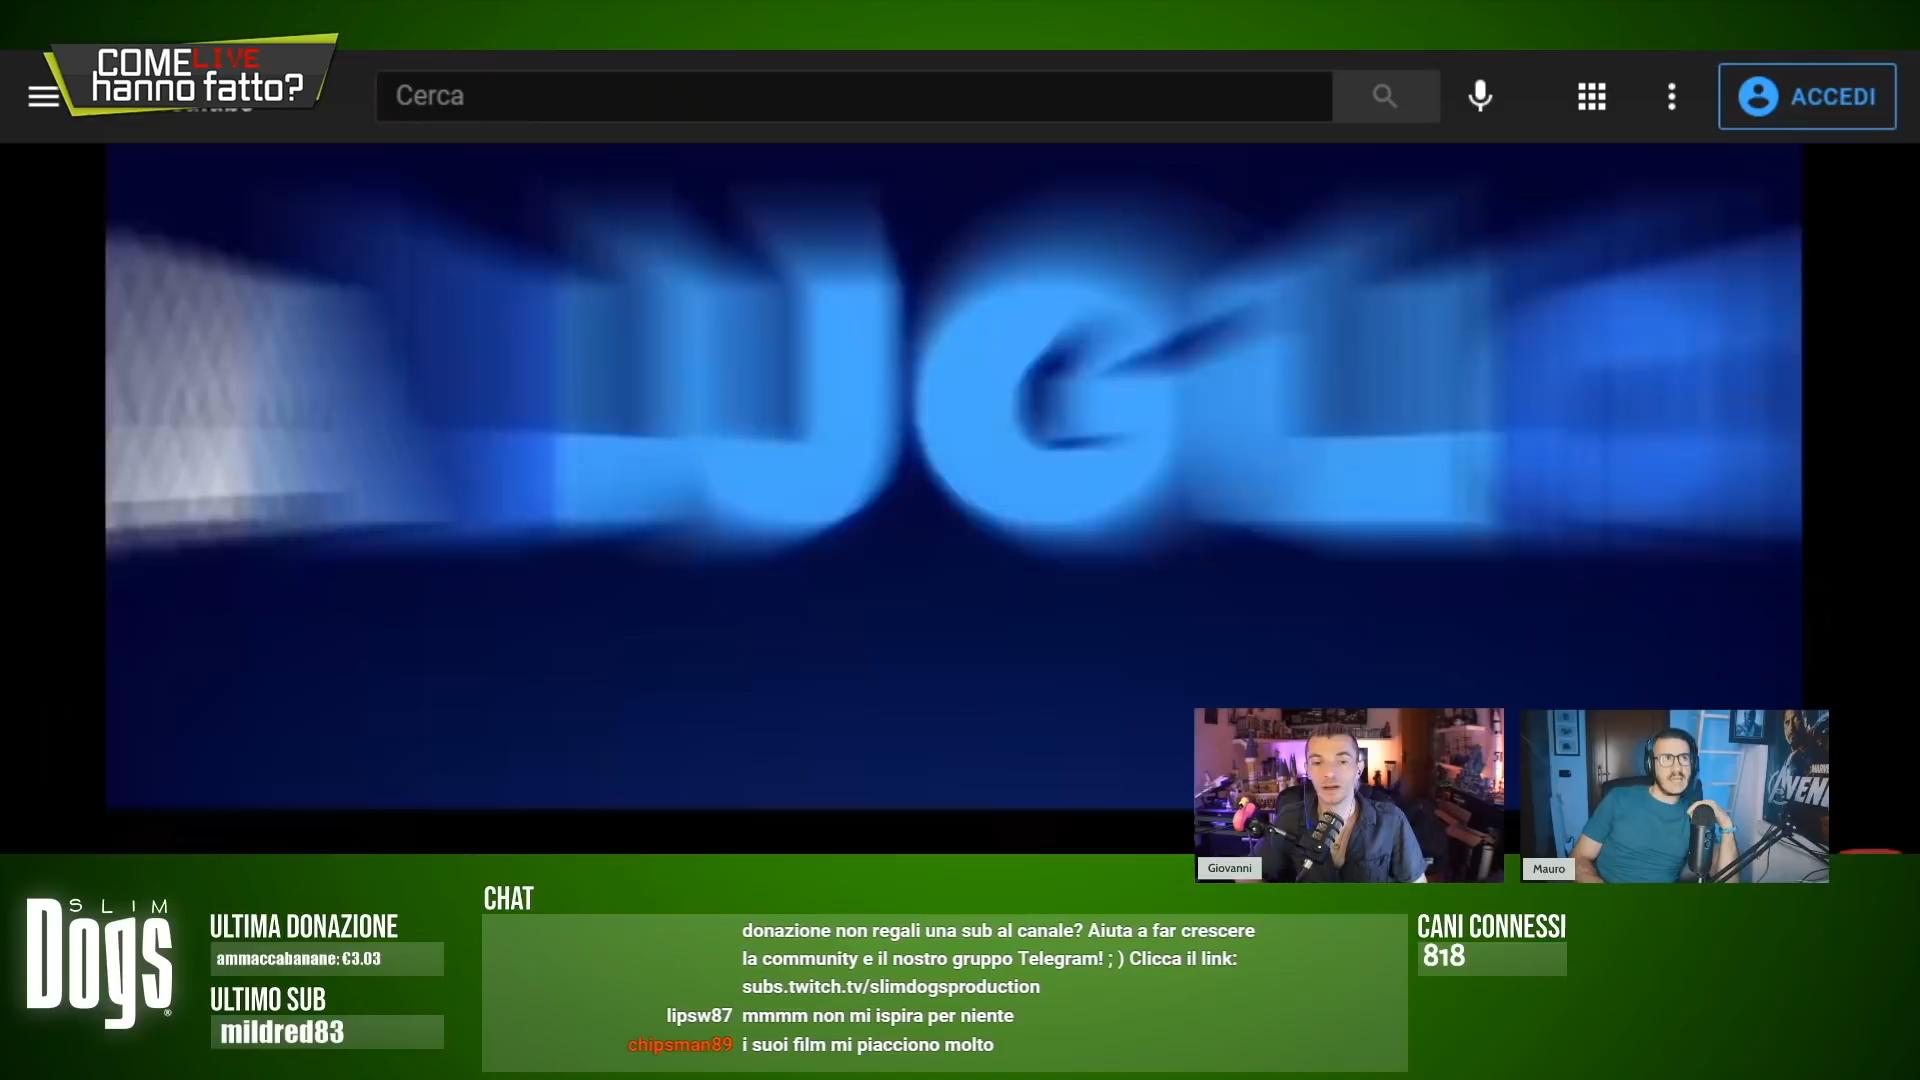 COME LIVE
hanno fatto?
Cerca
ACCEDI
UGL
Giovanni
Mauro
AVEN
SLIM
Dogs
ULTIMA DONAZIONE
ammaccabanane: €3.03
ULTIMO SUB
mildred83
CHAT
donazione non regali una sub al canale? Aiuta a far crescere
la community e il nostro gruppo Telegram! ; ) Clicca il link:
subs.twitch.tv/slimdogsproduction
lipsw87 mmmm non mi ispira per niente
chipsman89 i suoi film mi piacciono molto
CANI CONNESSI
818